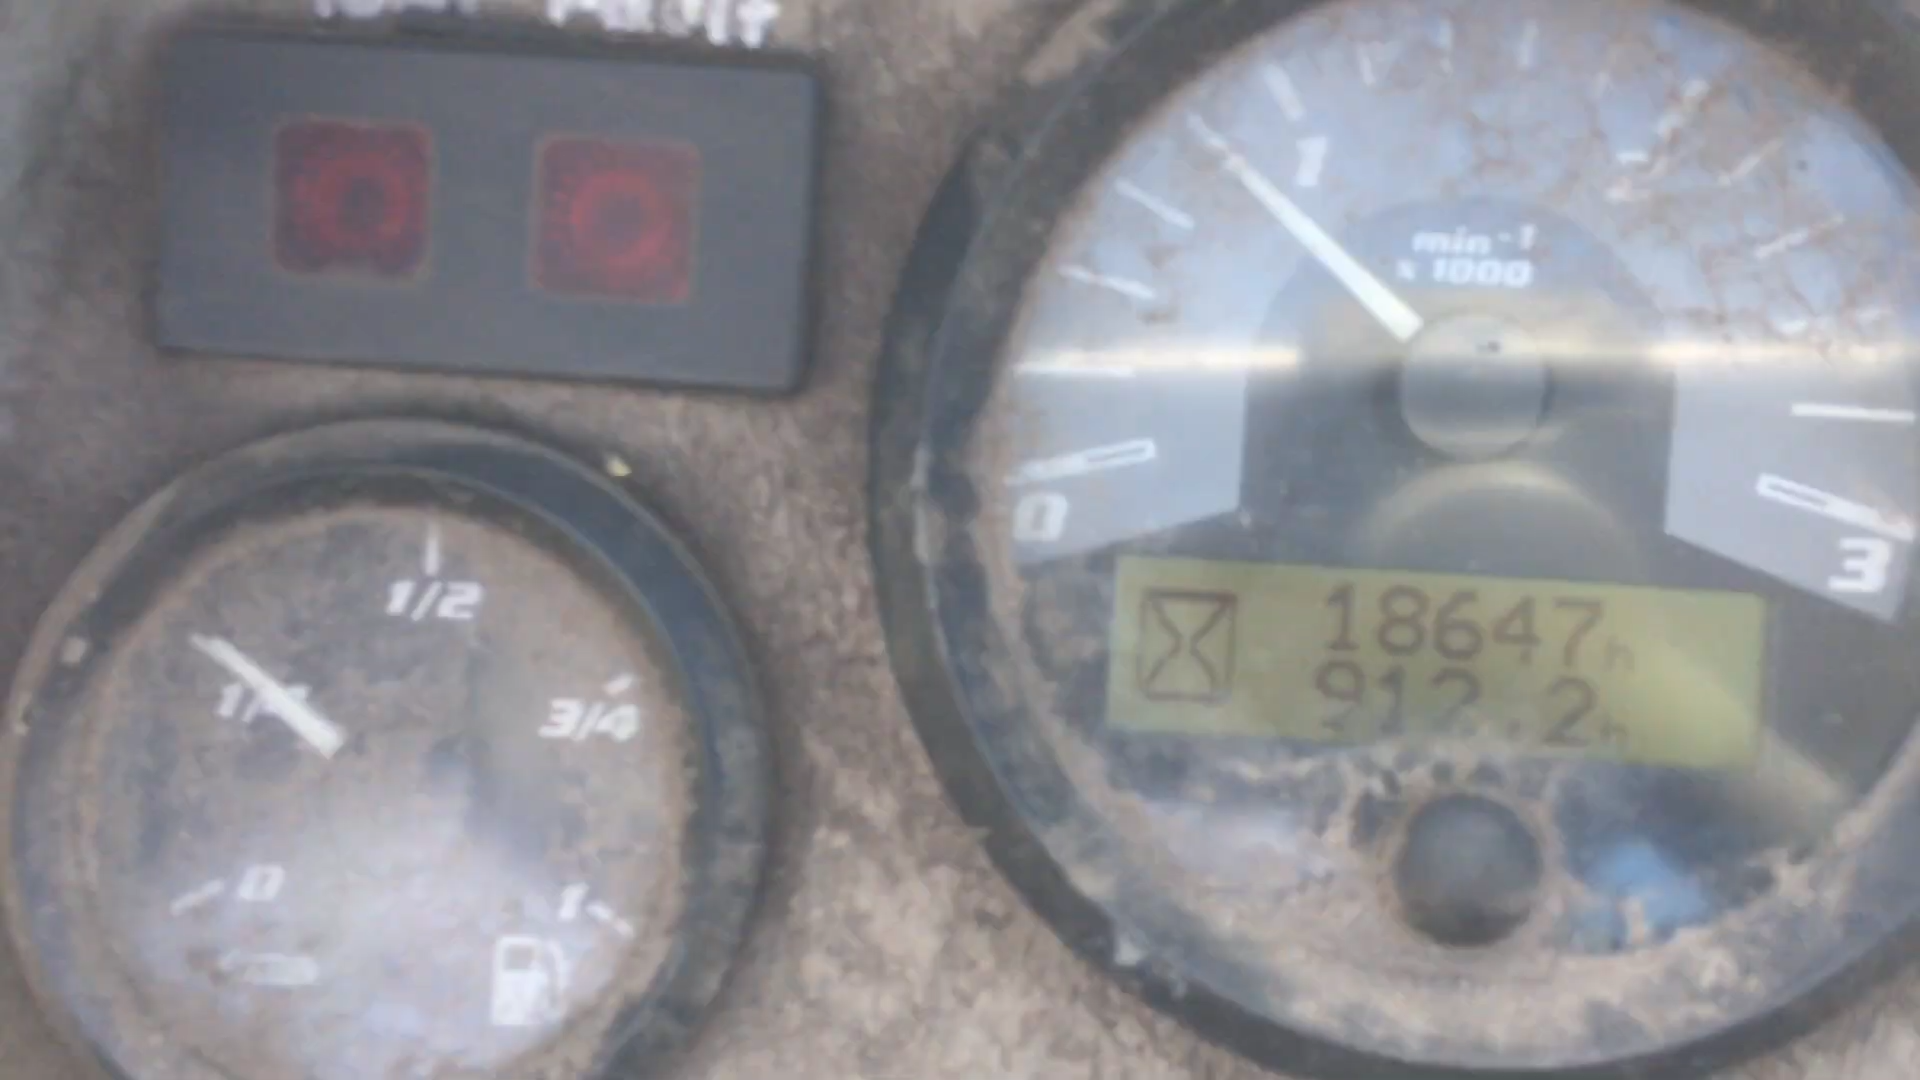 1
min⁻¹
x 1000
0
3
18647h
912.2h
1/2
1/4
3/4
0
1